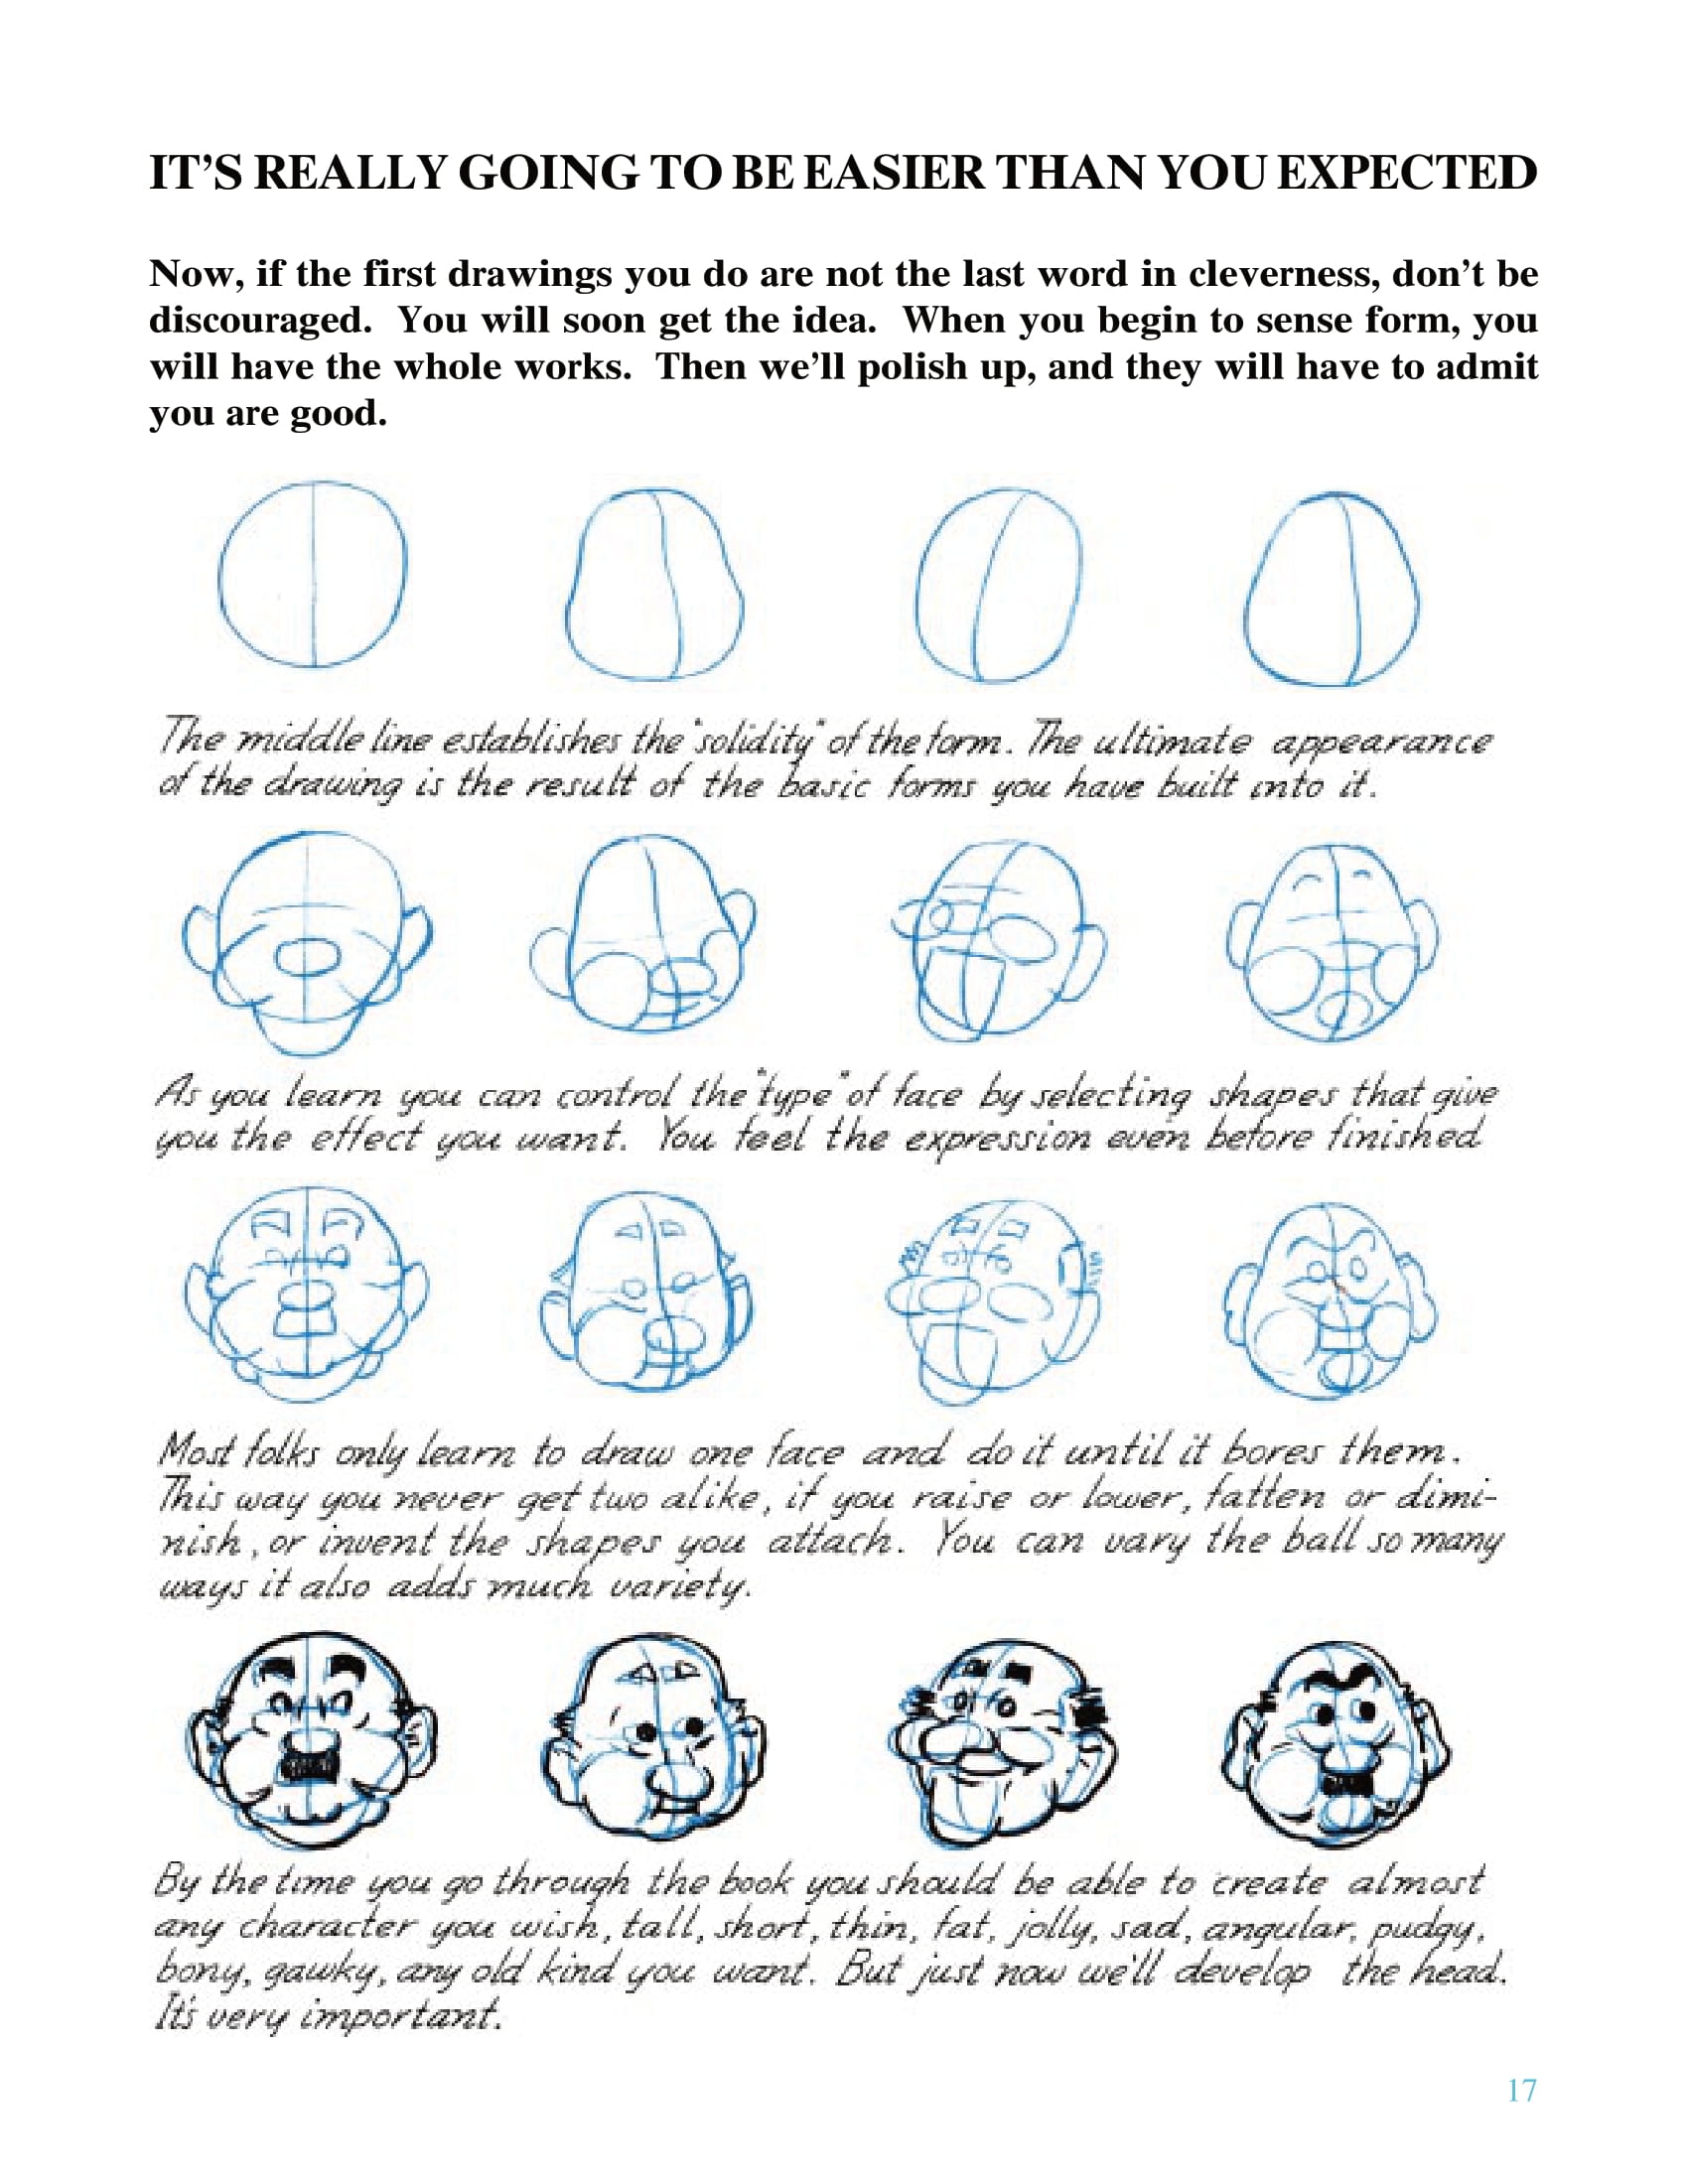 IT’S REALLY GOING TO BE EASIER THAN YOU EXPECTED
Now, if the first drawings you do are not the last word in cleverness, don’t be
discouraged.  You will soon get the idea.  When you begin to sense form, you
will have the whole works.  Then we’ll polish up, and they will have to admit
you are good.
The middle line establishes the "solidity" of the form. The ultimate appearance
of the drawing is the result of the basic forms you have built into it.
As you learn you can control the "type" of face by selecting shapes that give
you the effect you want. You feel the expression even before finished
Most folks only learn to draw one face and do it until it bores them.
This way you never get two alike, if you raise or lower, fatten or dimi-
nish, or invent the shapes you attach. You can vary the ball so many
ways it also adds much variety.
By the time you go through the book you should be able to create almost
any character you wish, tall, short, thin, fat, jolly, sad, angular, pudgy,
bony, gawky, any old kind you want. But just now we'll develop the head.
It's very important.
17